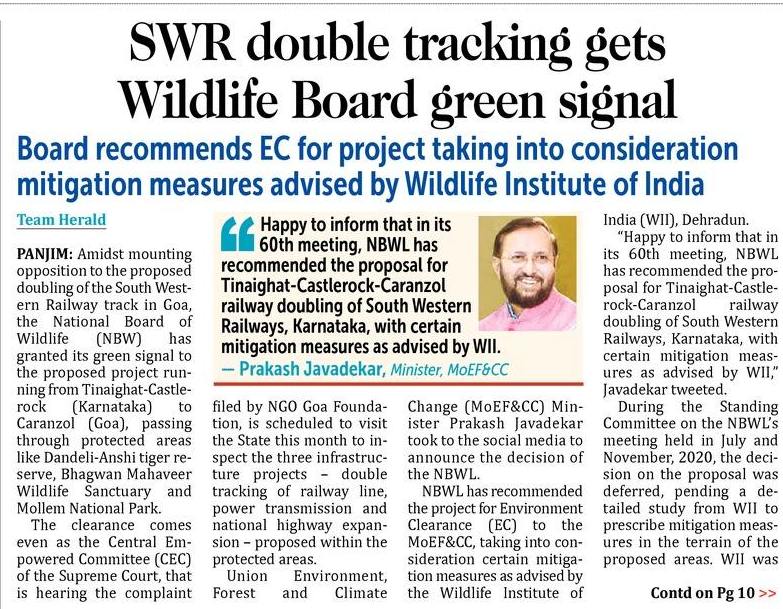 SWR double tracking gets
Wildlife Board green signal
Board recommends EC for project taking into consideration
mitigation measures advised by Wildlife Institute of India
Team Herald
PANJIM: Amidst mounting
opposition to the proposed
doubling of the South West-
ern Railway track in Goa,
the National Board of
Wildlife (NBW) has
granted its green signal to
the proposed project run-
ning from Tinaighat-Castle-
rock (Karnataka) to
Caranzol (Goa), passing
through protected areas
like Dandeli-Anshi tiger re-
serve, Bhagwan Mahaveer
Wildlife Sanctuary and
Mollem National Park.
The clearance comes
even as the Central Em-
powered Committee (CEC)
of the Supreme Court, that
is hearing the complaint
“Happy to inform that in its
60th meeting, NBWL has
recommended the proposal for
Tinaighat-Castlerock-Caranzol
railway doubling of South Western
Railways, Karnataka, with certain
mitigation measures as advised by WII.
— Prakash Javadekar, Minister, MoEF&CC
filed by NGO Goa Founda-
tion, is scheduled to visit
the State this month to in-
spect the three infrastruc-
ture projects – double
tracking of railway line,
power transmission and
national highway expan-
sion – proposed within the
protected areas.
Union Environment,
Forest and Climate
Change (MoEF&CC) Min-
ister Prakash Javadekar
took to the social media to
announce the decision of
the NBWL.
NBWL has recommended
the project for Environment
Clearance (EC) to the
MoEF&CC, taking into con-
sideration certain mitiga-
tion measures as advised by
the Wildlife Institute of
India (WII), Dehradun.
“Happy to inform that in
its 60th meeting, NBWL
has recommended the pro-
posal for Tinaighat-Castle-
rock-Caranzol railway
doubling of South Western
Railways, Karnataka, with
certain mitigation meas-
ures as advised by WII,”
Javadekar tweeted.
During the Standing
Committee on the NBWL’s
meeting held in July and
November, 2020, the deci-
sion on the proposal was
deferred, pending a de-
tailed study from WII to
prescribe mitigation meas-
ures in the terrain of the
proposed areas. WII was
Contd on Pg 10 >>